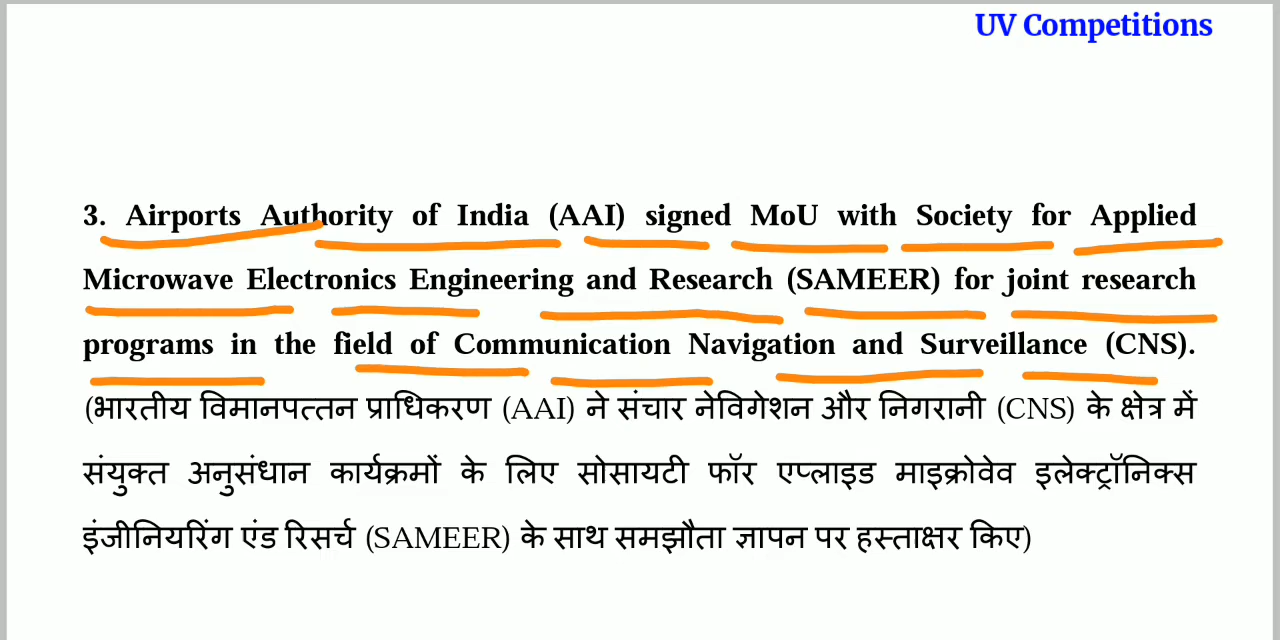 UV Competitions
3. Airports Authority of India (AAI) signed MoU with Society for Applied
Microwave Electronics Engineering and Research (SAMEER) for joint research
programs in the field of Communication Navigation and Surveillance (CNS).
(भारतीय विमानपत्तन प्राधिकरण (AAI) ने संचार नेविगेशन और निगरानी (CNS) के क्षेत्र में
संयुक्त अनुसंधान कार्यक्रमों के लिए सोसायटी फॉर एप्लाइड माइक्रोवेव इलेक्ट्रॉनिक्स
इंजीनियरिंग एंड रिसर्च (SAMEER) के साथ समझौता ज्ञापन पर हस्ताक्षर किए)